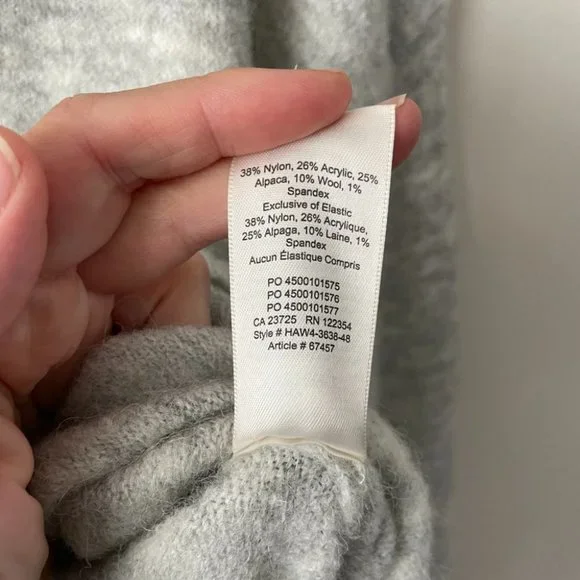 38% Nylon, 26% Acrylic, 25%
Alpaca, 10% Wool, 1%
Spandex
Exclusive of Elastic
38% Nylon, 26% Acrylique,
25% Alpaga, 10% Laine, 1%
Spandex
Aucun Élastique Compris
PO 4500101575
PO 4500101576
PO 4500101577
CA 23725 RN 122354
Style # HAW4-3638-48
Article # 67457